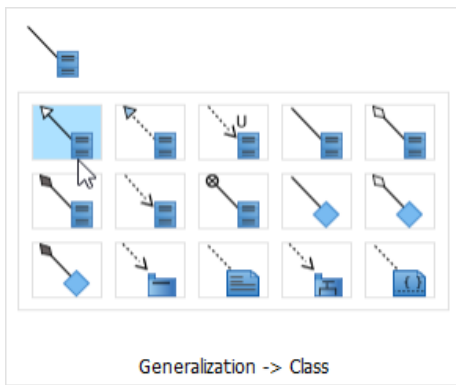 U
{ }
Generalization -> Class